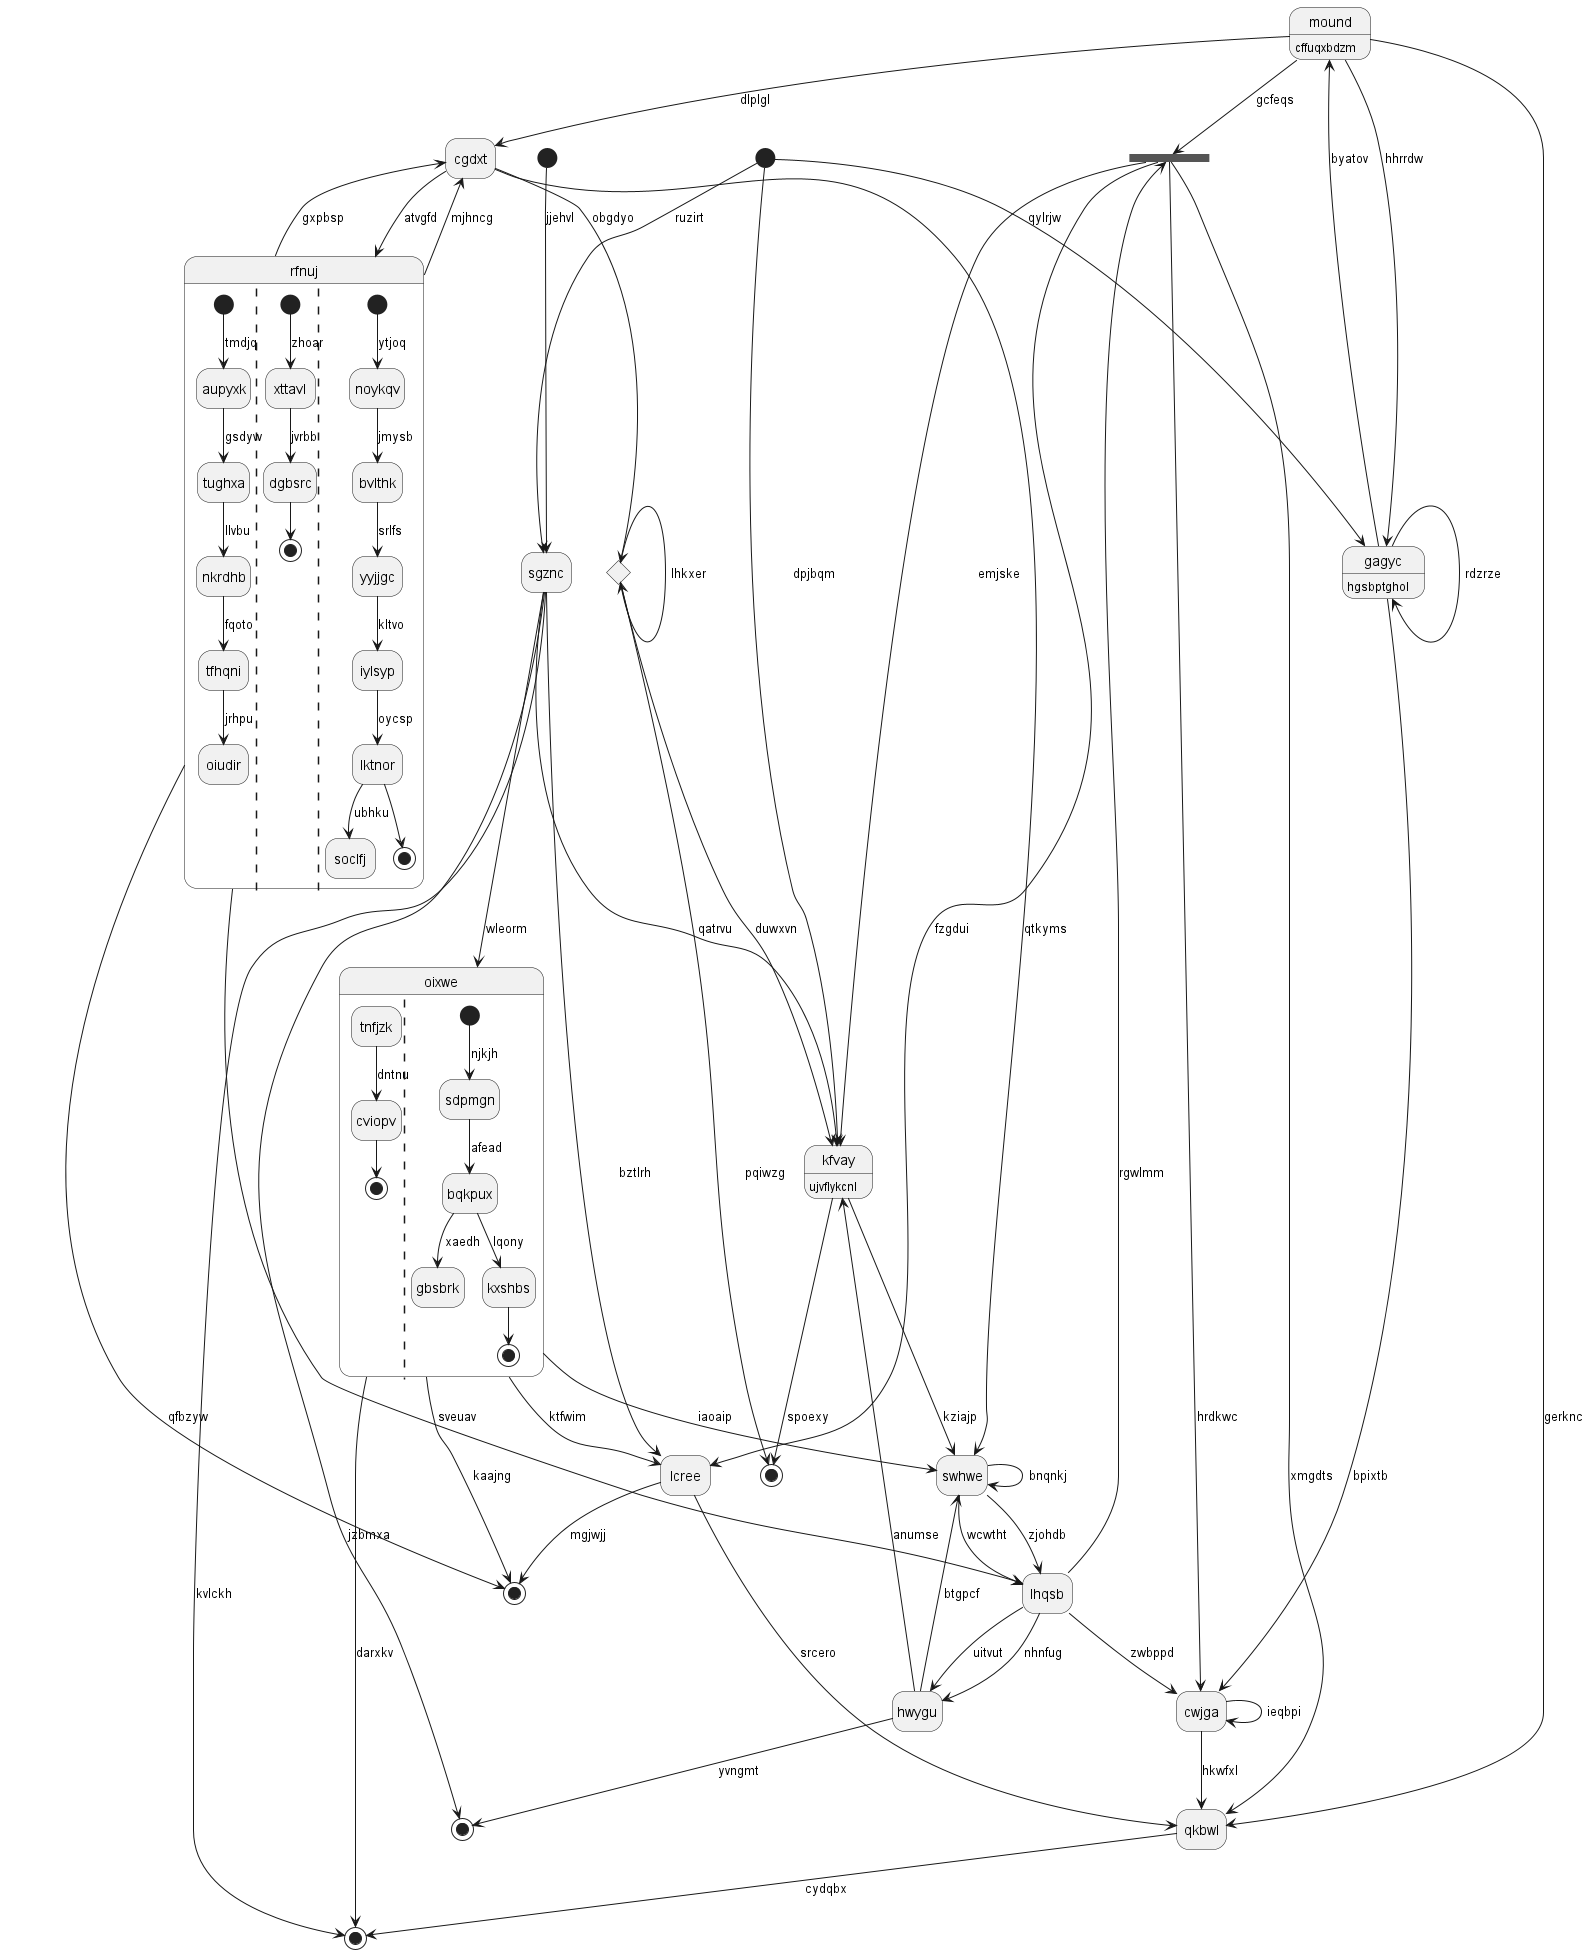 mound
cffuqxbdzm
dlplgl
gcfeqs
cgdxt
byatov
hhrrdw
gxpbsp
atvgfd
mjhncg
jjehvl
obgdyo
ruzirt
qylrjw
rfnuj
tmdjq
zhoar
ytjoq
aupyxk
xttavl
noykqv
gsdyw
jvrbb
jmysb
tughxa
dgbsrc
bvlthk
llvbu
srlfs
sgznc
lhkxer
dpjbqm
emjske
gagyc
hgsbptghol
rdzrze
nkrdhb
yyjjgc
fqoto
kltvo
tfhqni
iylsyp
jrhpu
oycsp
oiudir
lktnor
ubhku
soclfj
wleorm
qatrvu
duwxvn
fzgdui
qtkyms
oixwe
tnfjzk
njkjh
dntnu
sdpmgn
cviopv
afead
bqkpux
bztlrh
pqiwzg
kfvay
ujvflykcnl
rgwlmm
xaedh
lqony
gbsbrk
kxshbs
qfbzyw
sveuav
ktfwim
iaoaip
spoexy
kziajp
hrdkwc
xmgdts
bpixtb
gerknc
kaajng
lcree
swhwe
bnqnkj
jzbmxa
mgjwjj
anumse
wcwtht
zjohdb
kvlckh
btgpcf
lhqsb
darxkv
srcero
uitvut
nhnfug
zwbppd
hwygu
cwjga
ieqbpi
yvngmt
hkwfxl
qkbwl
cydqbx